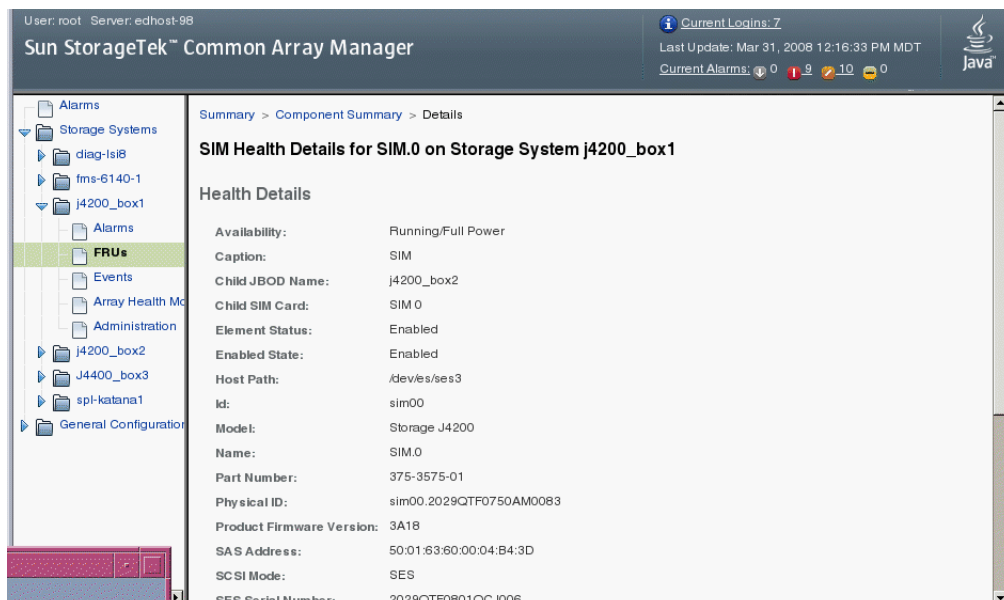 User: root Server: edhost-98
Sun StorageTek™ Common Array Manager
Current Logins: 7
Last Update: Mar 31, 2008 12:16:33 PM MDT
Current Alarms: 0 9 10 0
Java™
Alarms
Storage Systems
diag-lsi8
fms-6140-1
j4200_box1
Alarms
FRUs
Events
Array Health Mo
Administration
j4200_box2
J4400_box3
spl-katana1
General Configuration
Summary > Component Summary > Details
SIM Health Details for SIM.0 on Storage System j4200_box1
Health Details
Availability: Running/Full Power
Caption: SIM
Child JBOD Name: j4200_box2
Child SIM Card: SIM 0
Element Status: Enabled
Enabled State: Enabled
Host Path: /dev/es/ses3
Id: sim00
Model: Storage J4200
Name: SIM.0
Part Number: 375-3575-01
Physical ID: sim00.2029QTF0750AM0083
Product Firmware Version: 3A18
SAS Address: 50:01:63:60:00:04:B4:3D
SCSI Mode: SES
SES Serial Number: